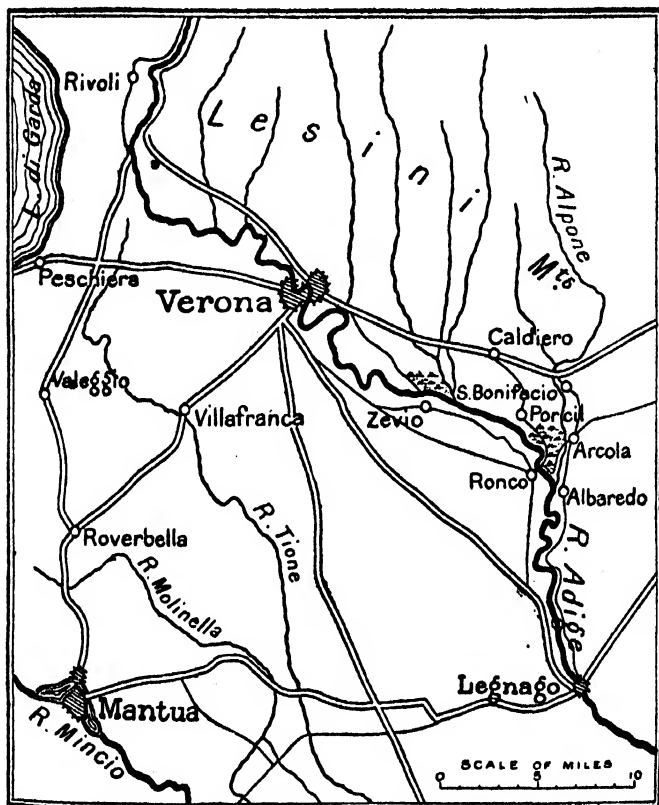 Rivoli
L. di Garda
Lesini
R. Alpone
Mts
Peschiera
Verona
Caldiero
Valeggio
Villafranca
Zevio
S. Bonifacio
Porcil
Arcola
Ronco
Albaredo
Roverbella
R. Tione
R. Molinella
R. Adige
Mantua
Legnago
R. Mincio
SCALE OF MILES
0 5 10